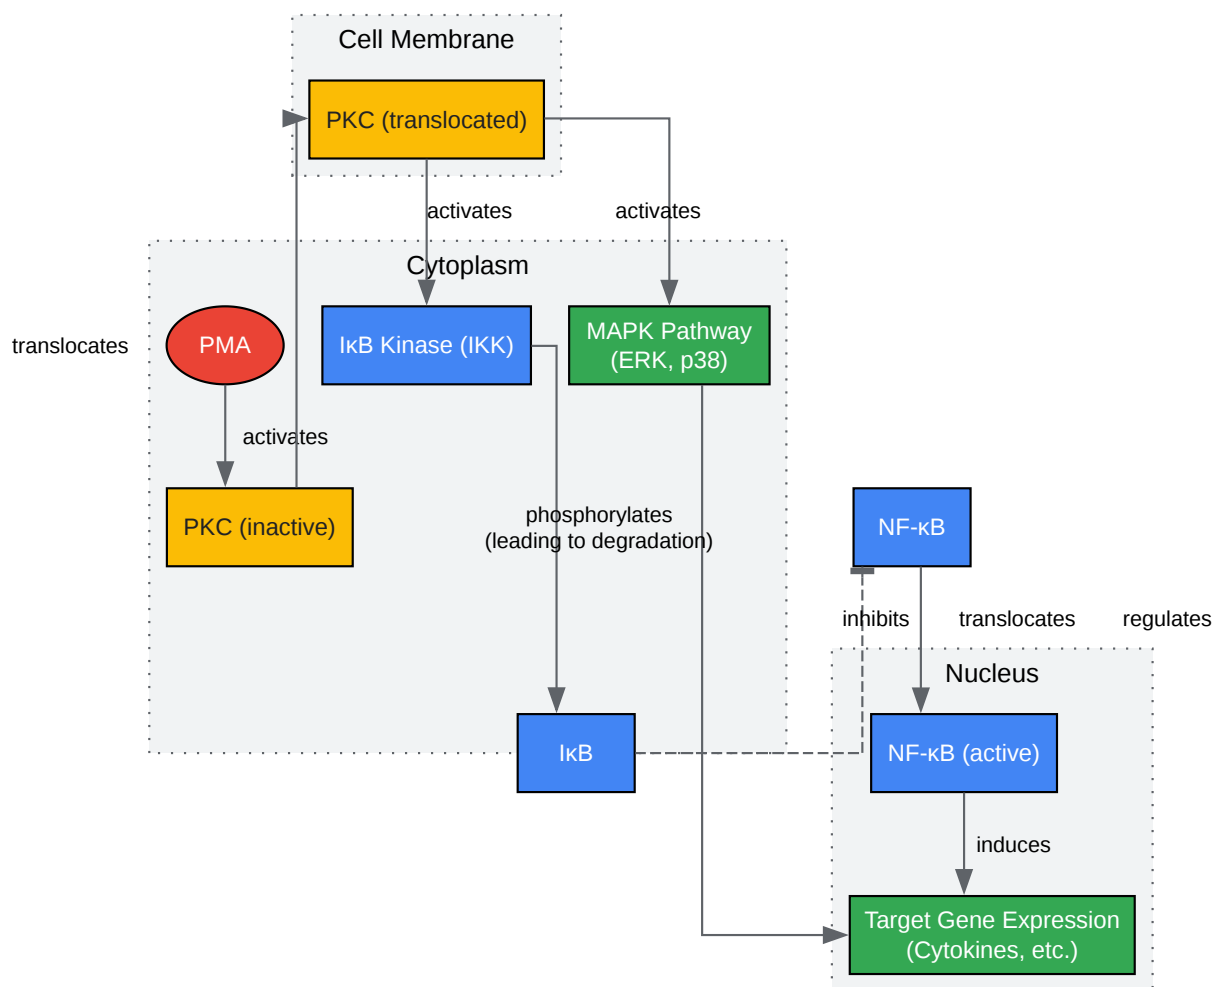 Cell Membrane
PKC (translocated)
activates
activates
Cytoplasm
translocates
PMA
IκB Kinase (IKK)
MAPK Pathway
(ERK, p38)
activates
PKC (inactive)
phosphorylates
(leading to degradation)
NF-κB
inhibits
translocates
regulates
Nucleus
IκB
NF-κB (active)
induces
Target Gene Expression
(Cytokines, etc.)